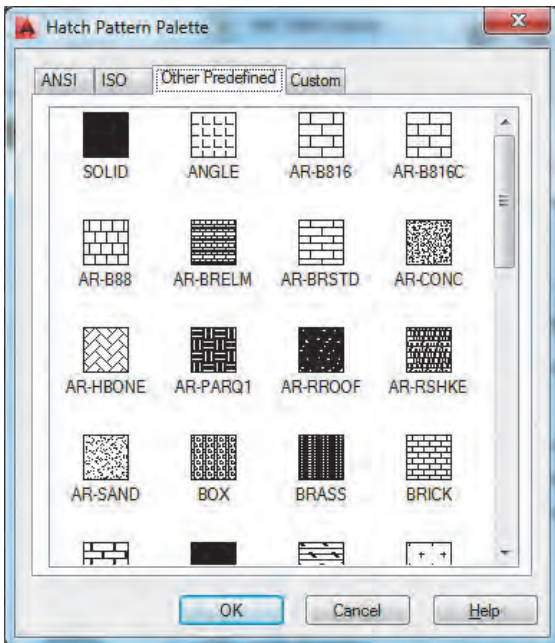 Hatch Pattern Palette
ANSI ISO Other Predefined Custom
SOLID ANGLE AR-B816 AR-B816C
AR-B88 AR-BRELM AR-BRSTD AR-CONC
AR-HBONE AR-PARQ1 AR-RROOF AR-RSHKE
AR-SAND BOX BRASS BRICK
OK Cancel Help